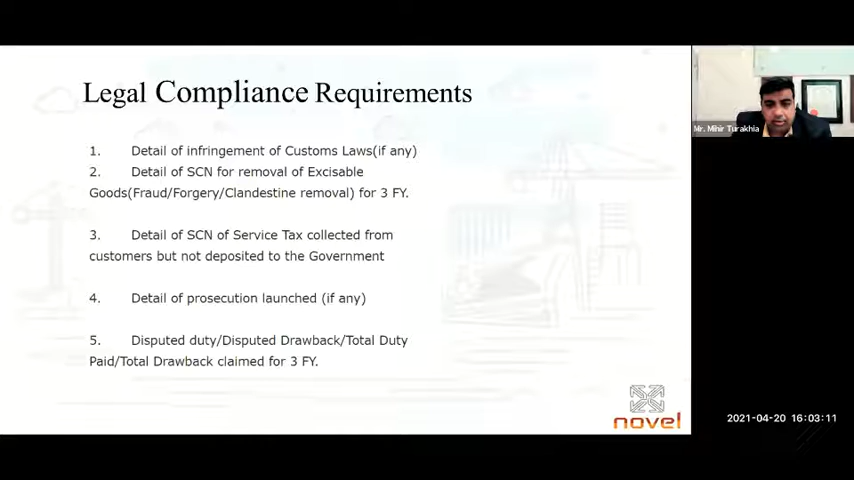 Legal Compliance Requirements
1. Detail of infringement of Customs Laws(if any)
2. Detail of SCN for removal of Excisable
Goods(Fraud/Forgery/Clandestine removal) for 3 FY.
3. Detail of SCN of Service Tax collected from
customers but not deposited to the Government
4. Detail of prosecution launched (if any)
5. Disputed duty/Disputed Drawback/Total Duty
Paid/Total Drawback claimed for 3 FY.
novel
Mr. Mihir Turakhia
2021-04-20 16:03:11